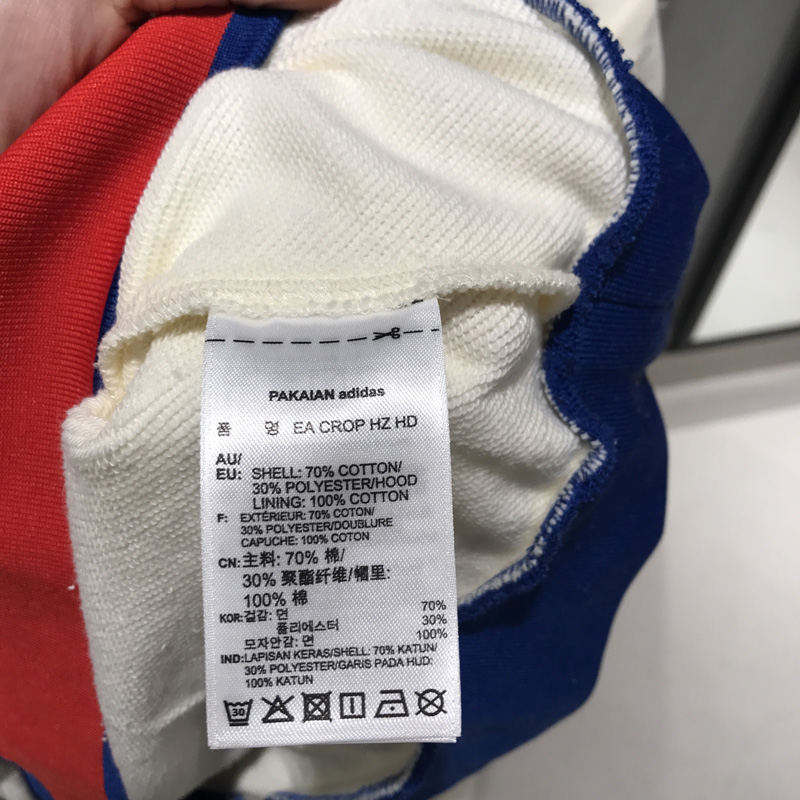 PAKAIAN adidas
품 명 EA CROP HZ HD
AU/
EU: SHELL: 70% COTTON/
30% POLYESTER/HOOD
LINING: 100% COTTON
F: EXTÉRIEUR: 70% COTON/
30% POLYESTER/DOUBLURE
CAPUCHE: 100% COTON
CN: 主料: 70% 棉/
30% 聚酯纤维/帽里:
100% 棉
KOR: 겉감: 면 70%
폴리에스터 30%
모자안감: 면 100%
IND: LAPISAN KERAS/SHELL: 70% KATUN/
30% POLYESTER/GARIS PADA HUD:
100% KATUN
30